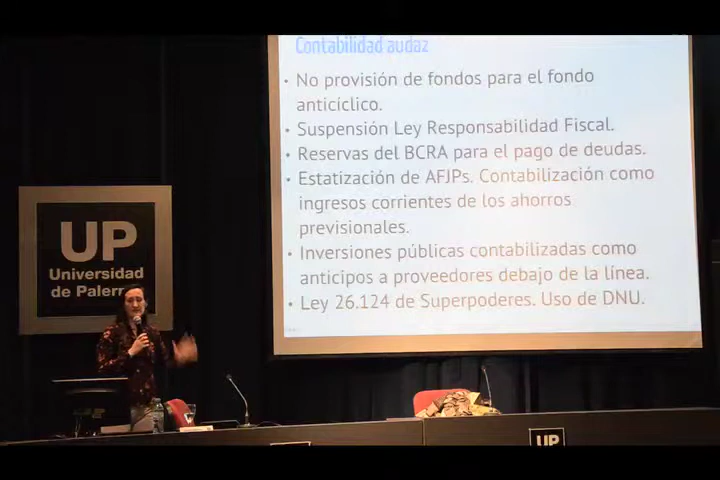 Contabilidad audaz
• No provisión de fondos para el fondo
anticíclico.
• Suspensión Ley Responsabilidad Fiscal.
• Reservas del BCRA para el pago de deudas.
• Estatización de AFJPs. Contabilización como
ingresos corrientes de los ahorros
previsionales.
• Inversiones públicas contabilizadas como
anticipos a proveedores debajo de la línea.
• Ley 26.124 de Superpoderes. Uso de DNU.
UP
Universidad
de Palermo
UP